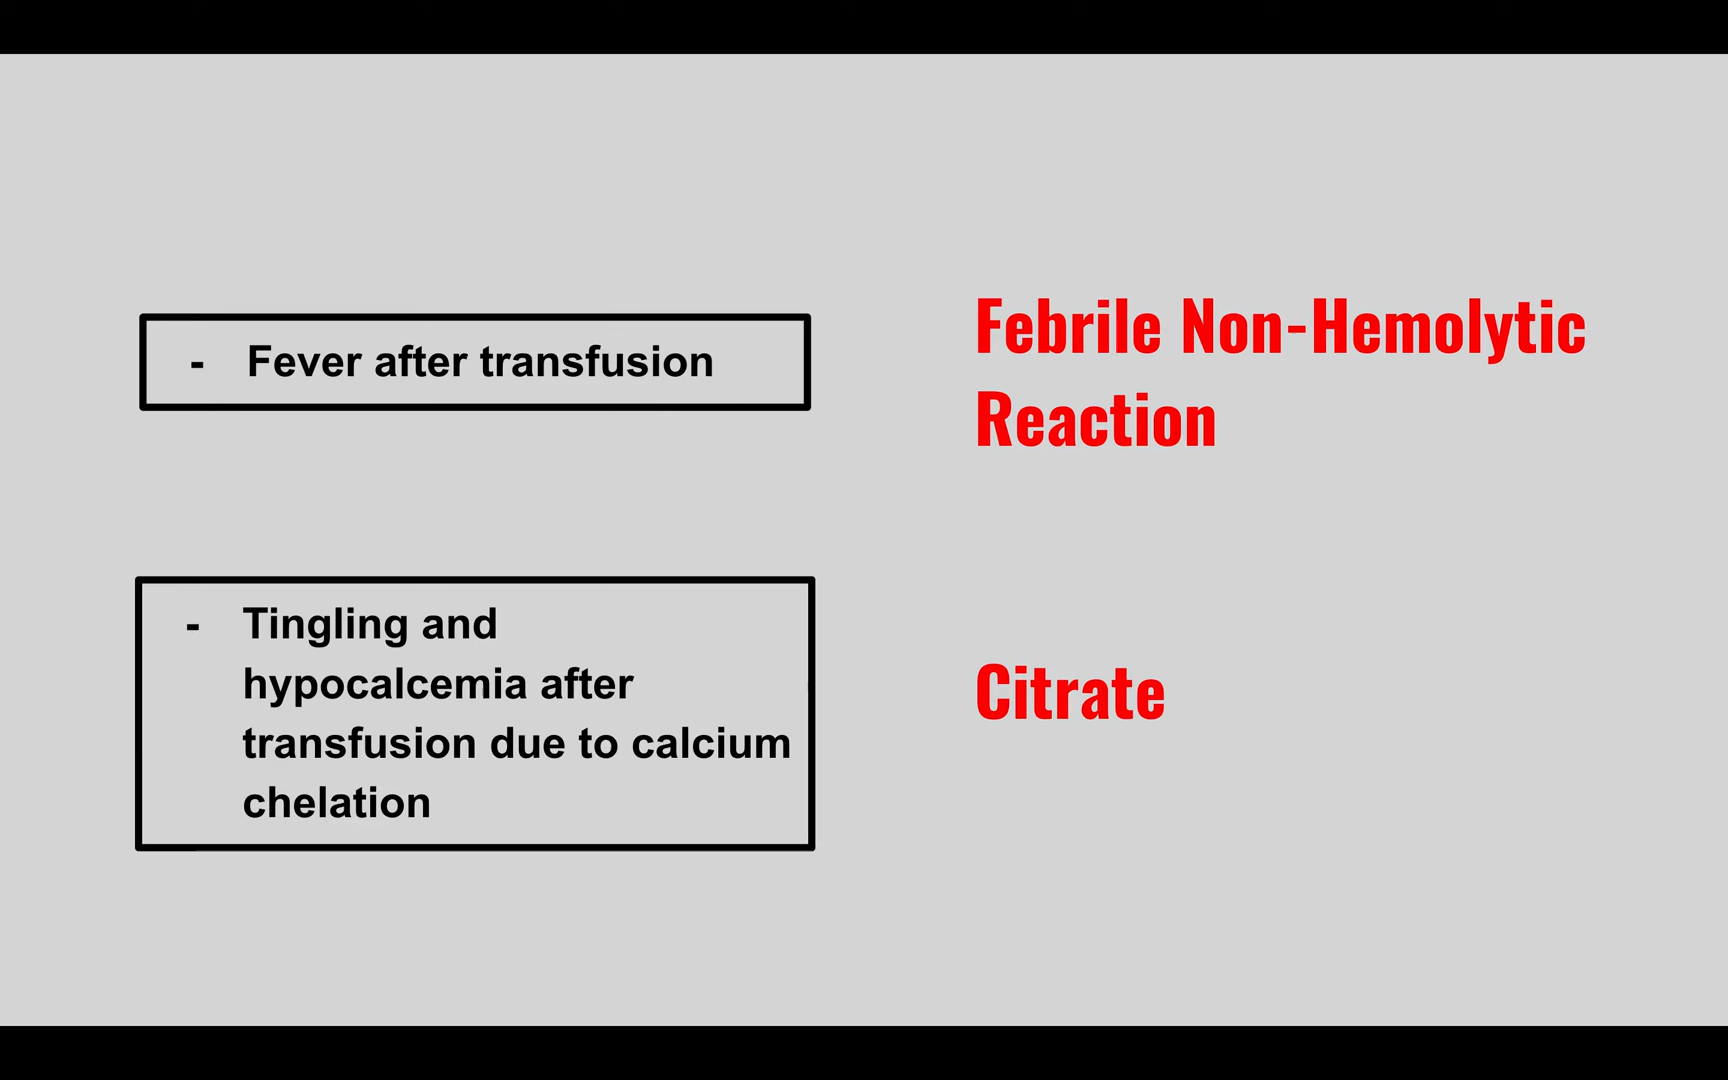 - Fever after transfusion
Febrile Non-Hemolytic
Reaction
- Tingling and
hypocalcemia after
transfusion due to calcium
chelation
Citrate